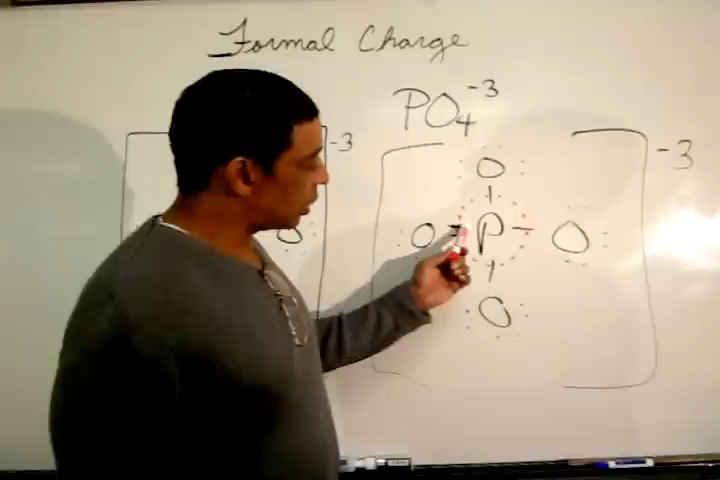 Formal Charge
PO₄⁻³
-3
-3
O
O P O
O
O